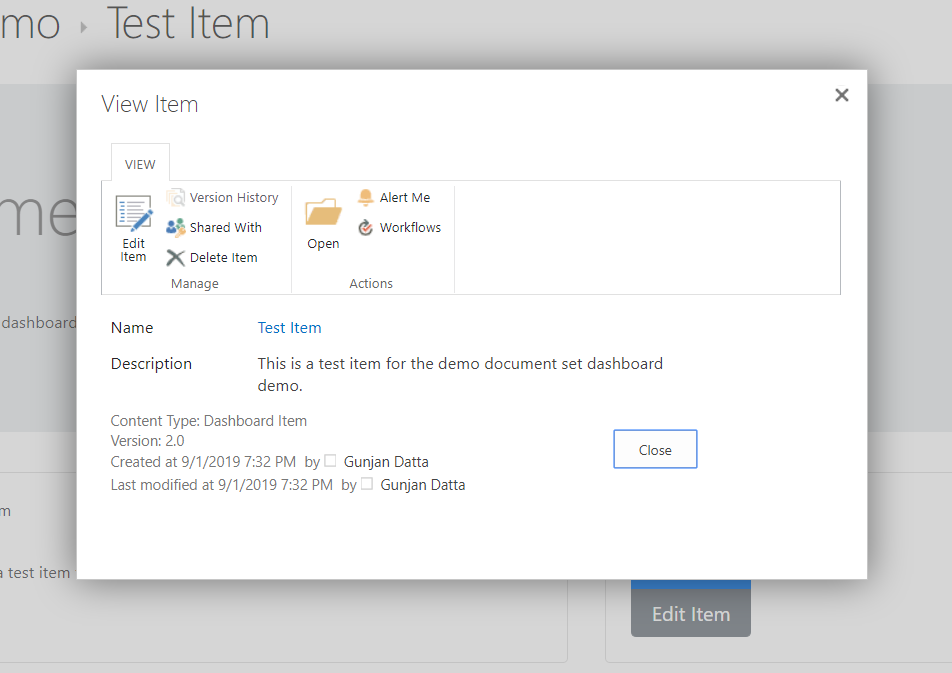 mo ▸ Test Item
View Item
VIEW
Edit Item
Version History
Shared With
Delete Item
Manage
Open
Alert Me
Workflows
Actions
me
dashboard
Name Test Item
Description This is a test item for the demo document set dashboard
demo.
Content Type: Dashboard Item
Version: 2.0
Created at 9/1/2019 7:32 PM by Gunjan Datta
Last modified at 9/1/2019 7:32 PM by Gunjan Datta
Close
m
a test item
Edit Item